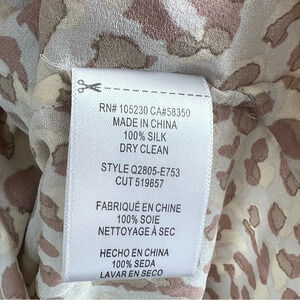 RN# 105230 CA#58350
MADE IN CHINA
100% SILK
DRY CLEAN
STYLE Q2805-E753
CUT 519857
FABRIQUÉ EN CHINE
100% SOIE
NETTOYAGE À SEC
HECHO EN CHINA
100% SEDA
LAVAR EN SECO